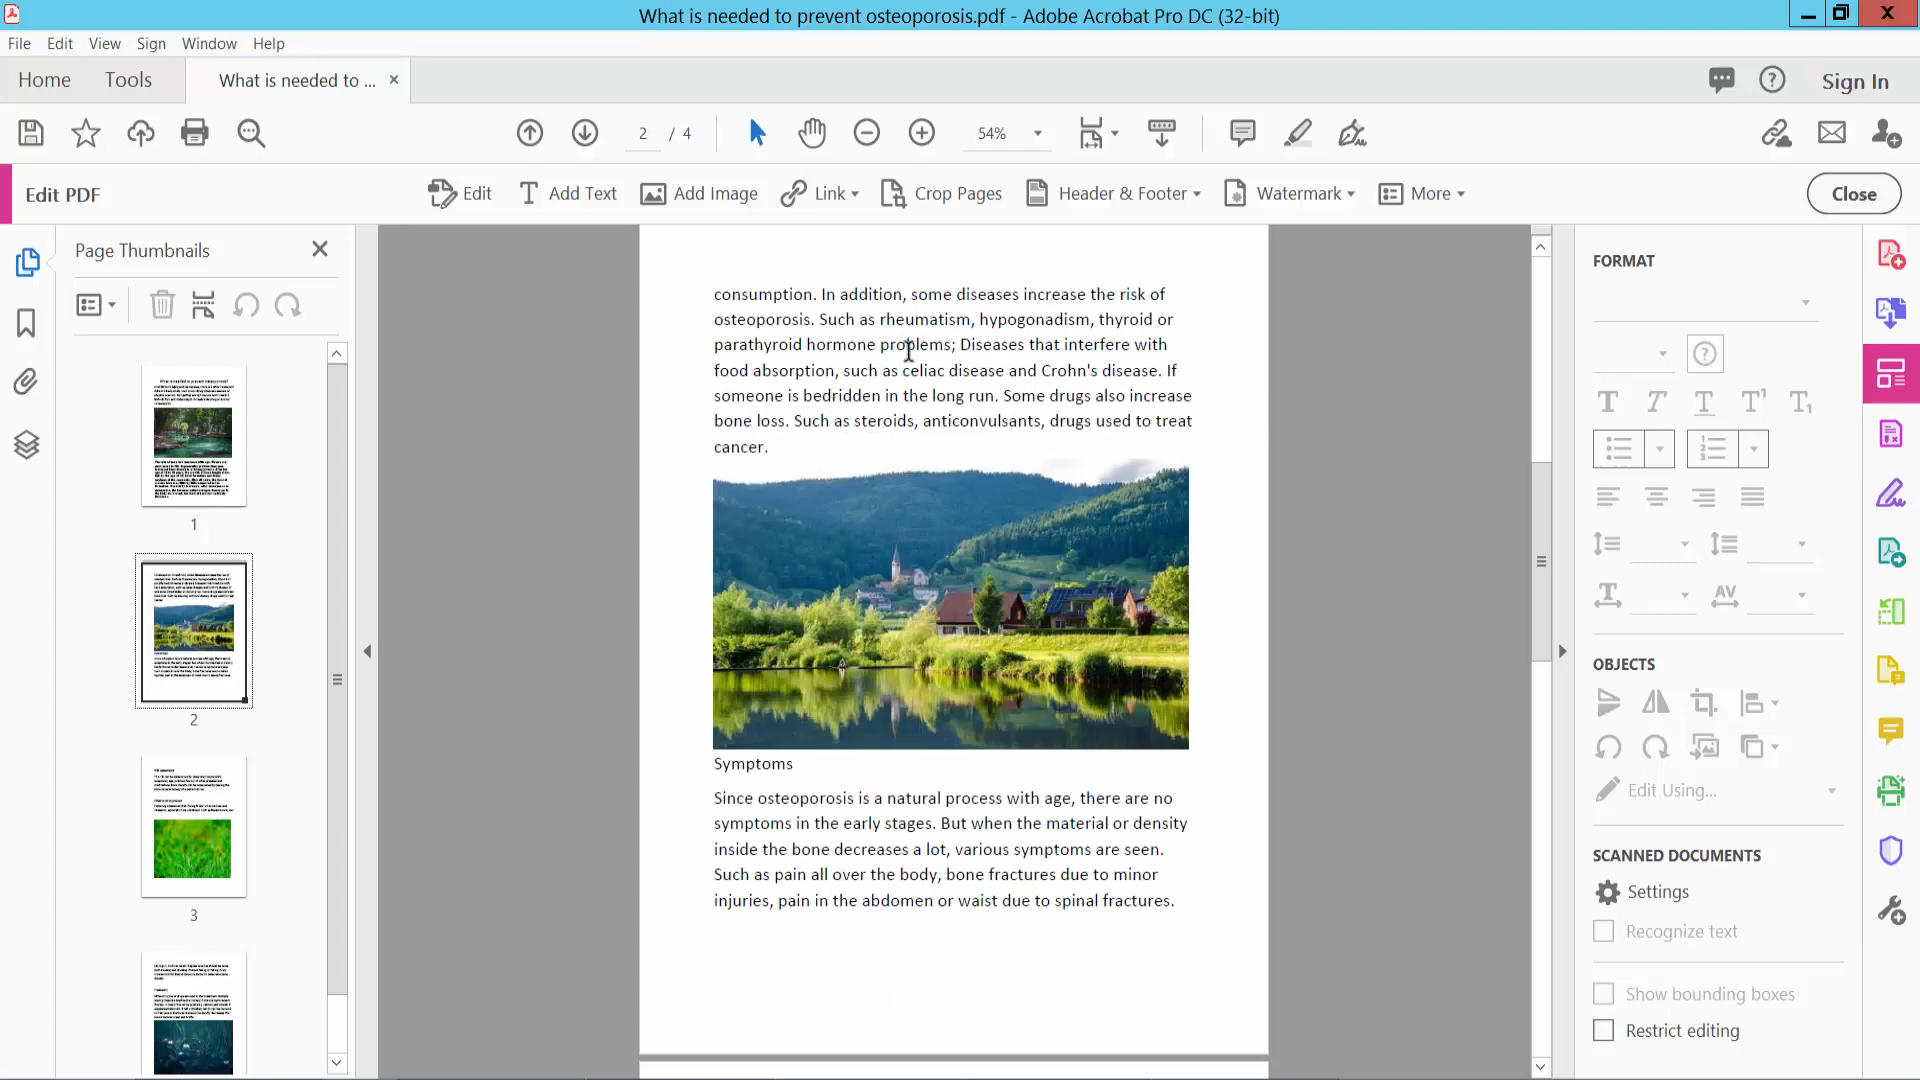 What is needed to prevent osteoporosis.pdf - Adobe Acrobat Pro DC (32-bit)
File Edit View Sign Window Help
Home Tools What is needed to ... Sign In
2 / 4 54%
Edit PDF Edit Add Text Add Image Link Crop Pages Header & Footer Watermark More Close
Page Thumbnails
1
2
3
consumption. In addition, some diseases increase the risk of
osteoporosis. Such as rheumatism, hypogonadism, thyroid or
parathyroid hormone problems; Diseases that interfere with
food absorption, such as celiac disease and Crohn's disease. If
someone is bedridden in the long run. Some drugs also increase
bone loss. Such as steroids, anticonvulsants, drugs used to treat
cancer.
Symptoms
Since osteoporosis is a natural process with age, there are no
symptoms in the early stages. But when the material or density
inside the bone decreases a lot, various symptoms are seen.
Such as pain all over the body, bone fractures due to minor
injuries, pain in the abdomen or waist due to spinal fractures.
FORMAT
OBJECTS
Edit Using...
SCANNED DOCUMENTS
Settings
Recognize text
Show bounding boxes
Restrict editing